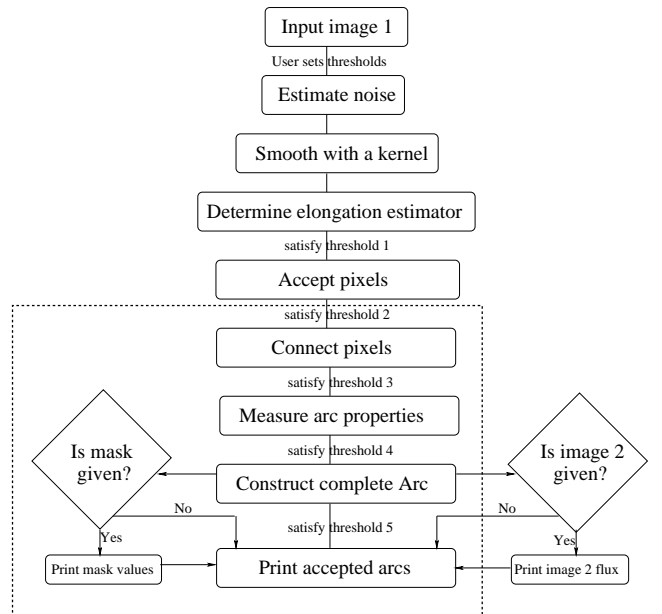 Input image 1
User sets thresholds
Estimate noise
Smooth with a kernel
Determine elongation estimator
satisfy threshold 1
Accept pixels
satisfy threshold 2
Connect pixels
satisfy threshold 3
Measure arc properties
satisfy threshold 4
Is mask
given?
Construct complete Arc
Is image 2
given?
No
satisfy threshold 5
No
Yes
Yes
Print mask values
Print accepted arcs
Print image 2 flux